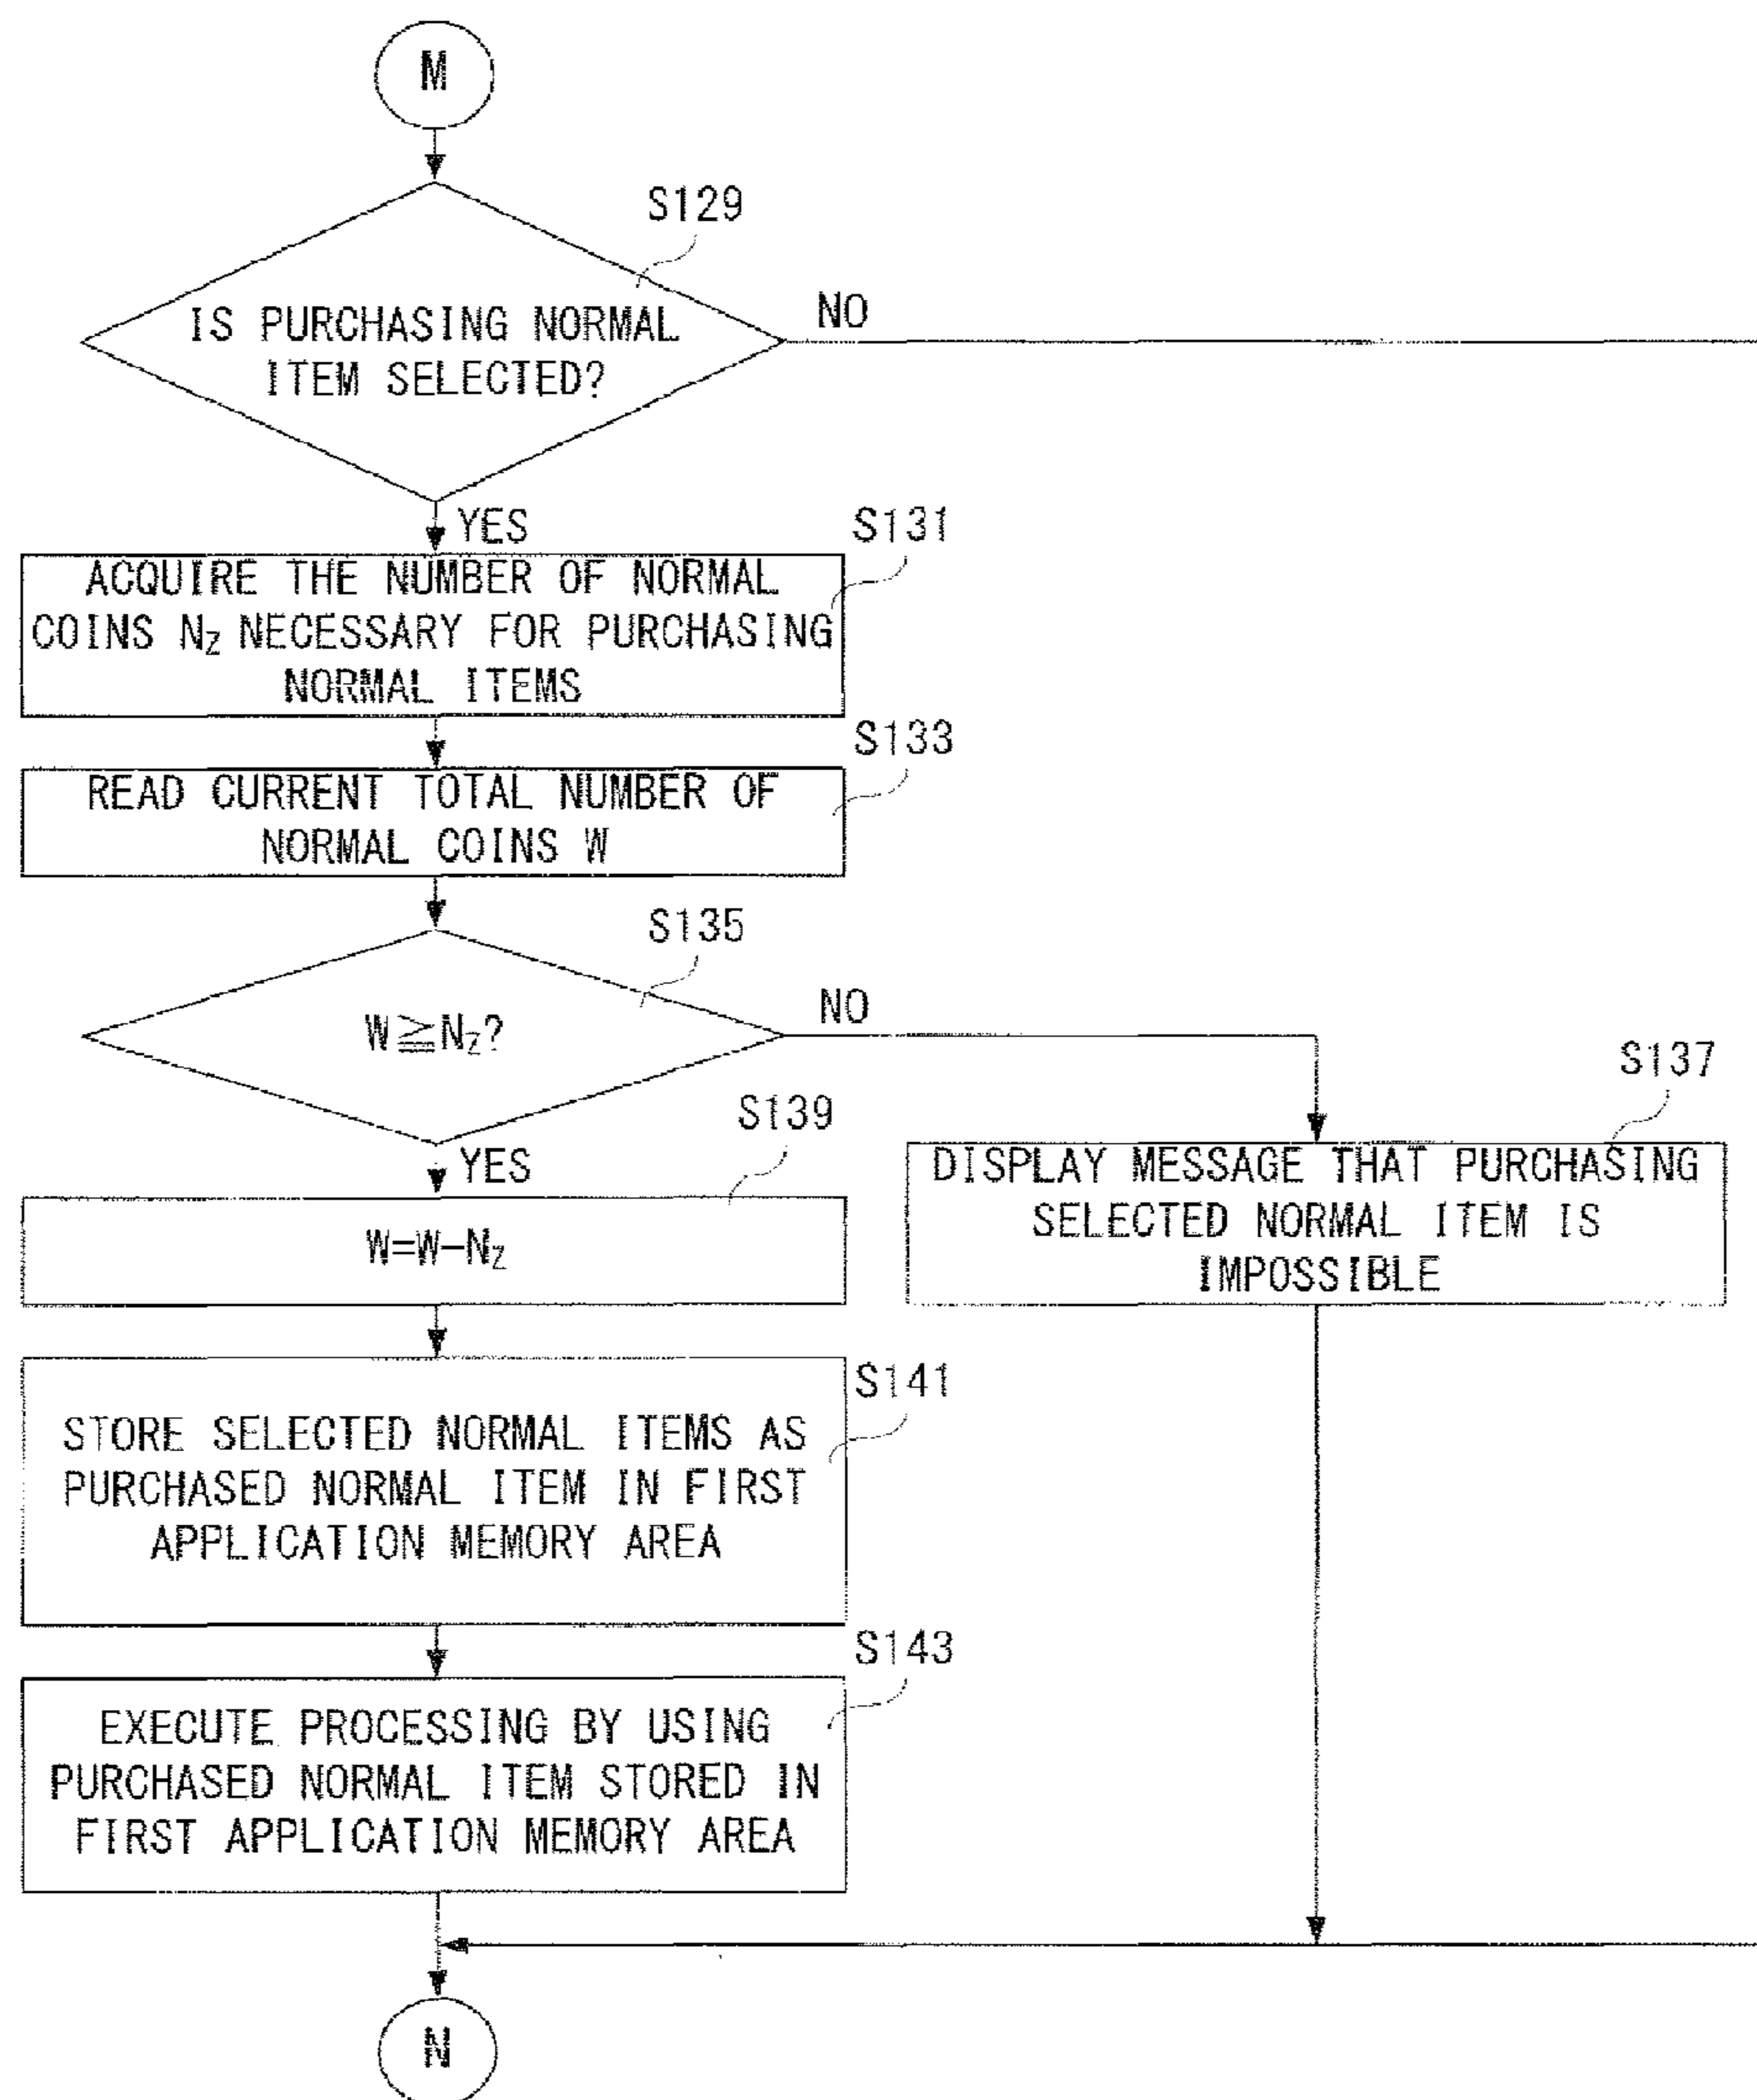 M
S129
IS PURCHASING NORMAL
ITEM SELECTED?
NO
YES
S131
ACQUIRE THE NUMBER OF NORMAL
COINS NZ NECESSARY FOR PURCHASING
NORMAL ITEMS
S133
READ CURRENT TOTAL NUMBER OF
NORMAL COINS W
S135
W≧NZ?
NO
YES
S137
DISPLAY MESSAGE THAT PURCHASING
SELECTED NORMAL ITEM IS
IMPOSSIBLE
S139
W=W-NZ
S141
STORE SELECTED NORMAL ITEMS AS
PURCHASED NORMAL ITEM IN FIRST
APPLICATION MEMORY AREA
S143
EXECUTE PROCESSING BY USING
PURCHASED NORMAL ITEM STORED IN
FIRST APPLICATION MEMORY AREA
N